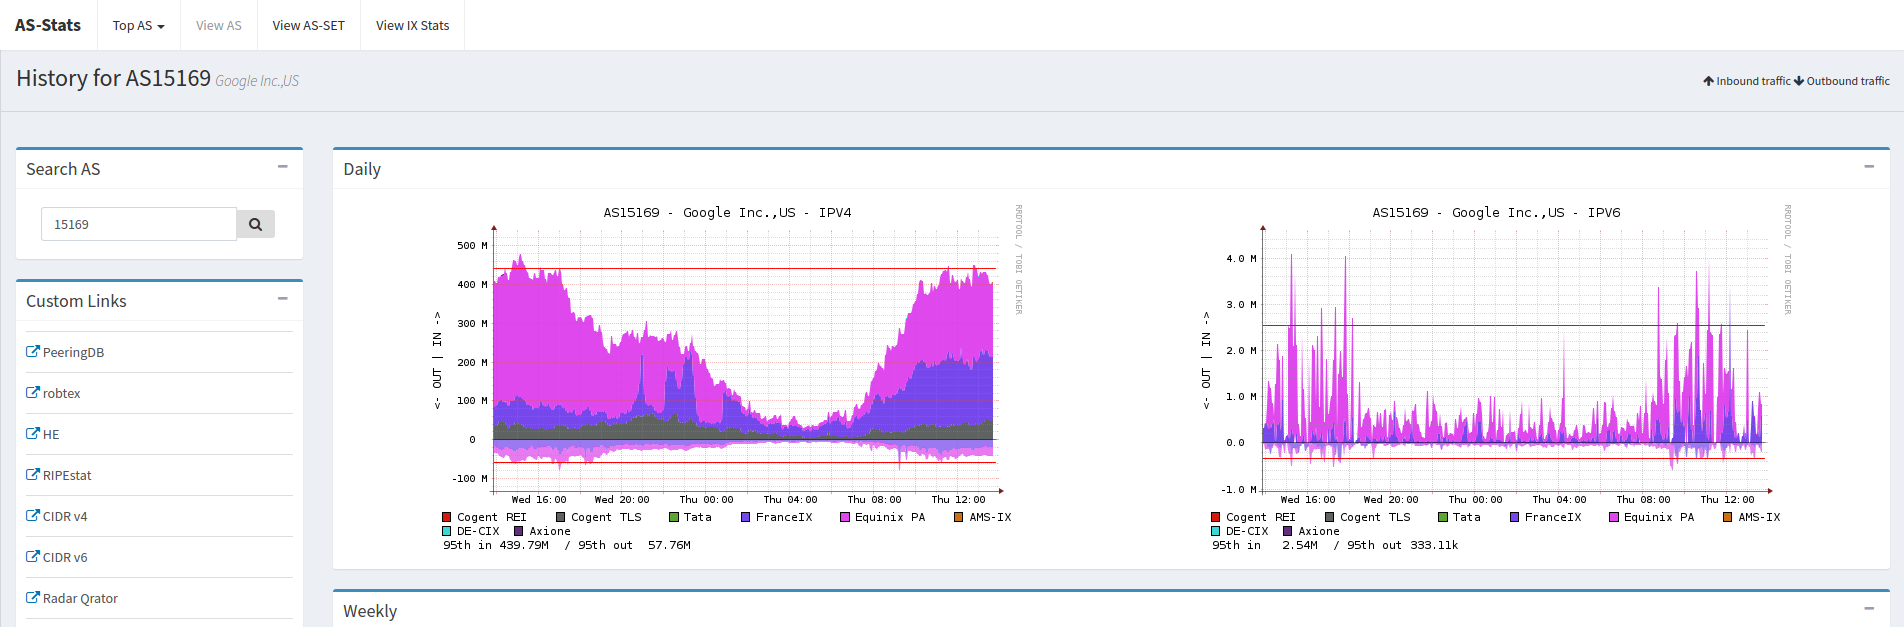 AS-Stats Top AS View AS View AS-SET View IX Stats
History for AS15169 Google Inc.,US
Inbound traffic Outbound traffic
Search AS
15169
Custom Links
PeeringDB
robtex
HE
RIPEstat
CIDR v4
CIDR v6
Radar Qrator
Daily
AS15169 - Google Inc.,US - IPV4
RRDTOOL / TOBI OETIKER
<- OUT | IN ->
500 M
400 M
300 M
200 M
100 M
0
-100 M
Wed 16:00 Wed 20:00 Thu 00:00 Thu 04:00 Thu 08:00 Thu 12:00
Cogent REI Cogent TLS Tata FranceIX Equinix PA AMS-IX
DE-CIX Axione
95th in 439.79M / 95th out 57.76M
AS15169 - Google Inc.,US - IPV6
RRDTOOL / TOBI OETIKER
<- OUT | IN ->
4.0 M
3.0 M
2.0 M
1.0 M
0.0
-1.0 M
Wed 16:00 Wed 20:00 Thu 00:00 Thu 04:00 Thu 08:00 Thu 12:00
Cogent REI Cogent TLS Tata FranceIX Equinix PA AMS-IX
DE-CIX Axione
95th in 2.54M / 95th out 333.11k
Weekly